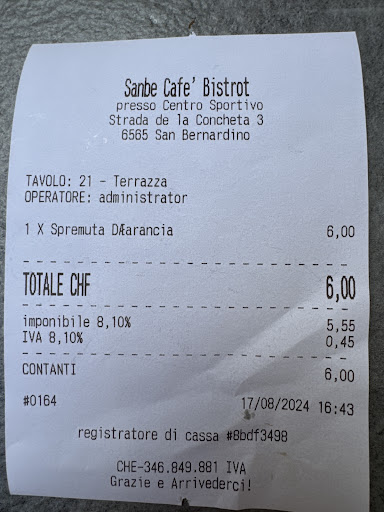 Sanbe Cafe' Bistrot
presso Centro Sportivo
Strada de la Concheta 3
6565 San Bernardino
TAVOLO: 21 - Terrazza
OPERATORE: administrator
1 X Spremuta DÆarancia 6,00
TOTALE CHF 6,00
imponibile 8,10% 5,55
IVA 8,10% 0,45
CONTANTI 6,00
#0164 17/08/2024 16:43
registratore di cassa #8bdf3498
CHE-346.849.881 IVA
Grazie e Arrivederci!